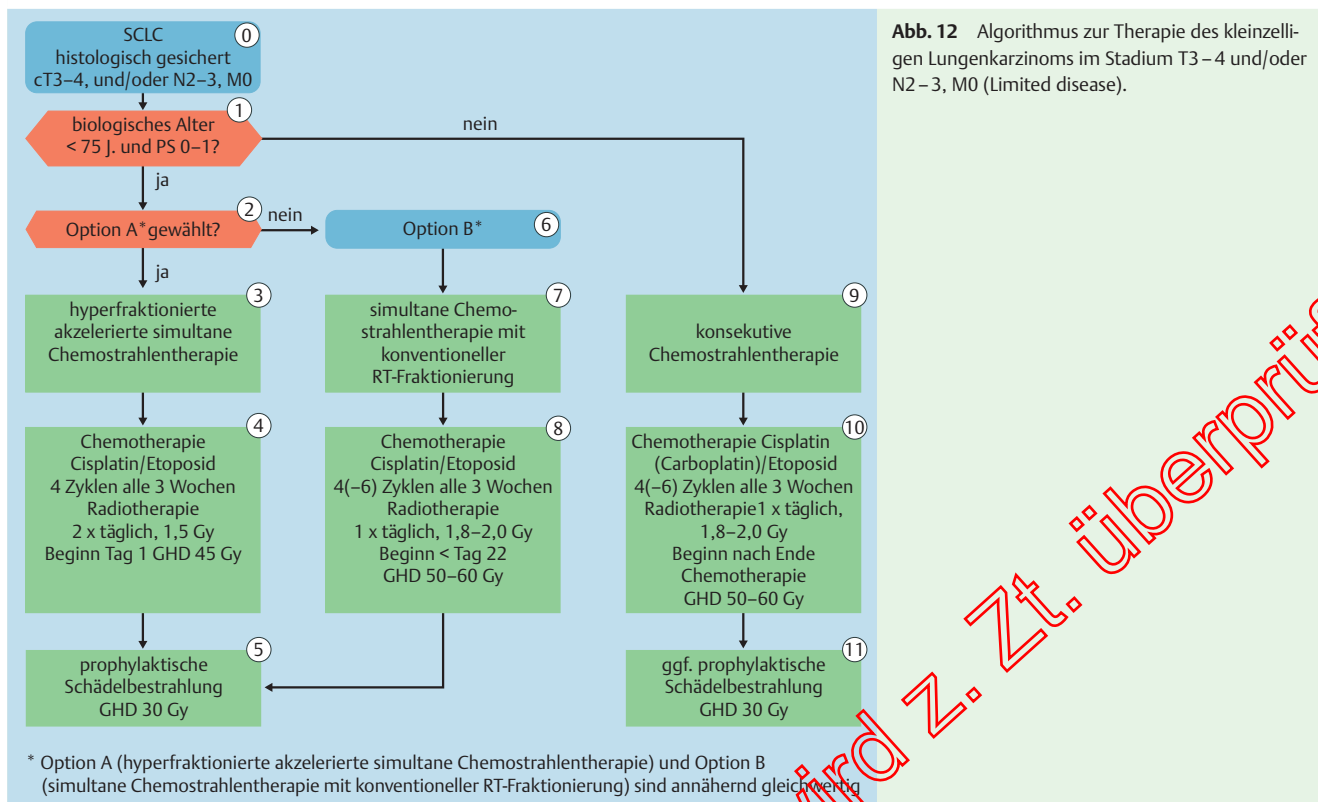 SCLC
histologisch gesichert
cT3–4, und/oder N2–3, M0
0
biologisches Alter
< 75 J. und PS 0–1?
1
nein
ja
Option A* gewählt?
2
nein
Option B*
6
ja
hyperfraktionierte
akzelerierte simultane
Chemostrahlentherapie
3
simultane Chemo-
strahlentherapie mit
konventioneller
RT-Fraktionierung
7
konsekutive
Chemostrahlentherapie
9
Chemotherapie
Cisplatin/Etoposid
4 Zyklen alle 3 Wochen
Radiotherapie
2 x täglich, 1,5 Gy
Beginn Tag 1 GHD 45 Gy
4
Chemotherapie
Cisplatin/Etoposid
4(–6) Zyklen alle 3 Wochen
Radiotherapie
1 x täglich, 1,8–2,0 Gy
Beginn < Tag 22
GHD 50–60 Gy
8
Chemotherapie Cisplatin
(Carboplatin)/Etoposid
4(–6) Zyklen alle 3 Wochen
Radiotherapie1 x täglich,
1,8–2,0 Gy
Beginn nach Ende
Chemotherapie
GHD 50–60 Gy
10
prophylaktische
Schädelbestrahlung
GHD 30 Gy
5
ggf. prophylaktische
Schädelbestrahlung
GHD 30 Gy
11
* Option A (hyperfraktionierte akzelerierte simultane Chemostrahlentherapie) und Option B
(simultane Chemostrahlentherapie mit konventioneller RT-Fraktionierung) sind annähernd gleichwertig
Abb. 12 Algorithmus zur Therapie des kleinzelli-
gen Lungenkarzinoms im Stadium T3–4 und/oder
N2–3, M0 (Limited disease).
wird z. Zt. überprüf